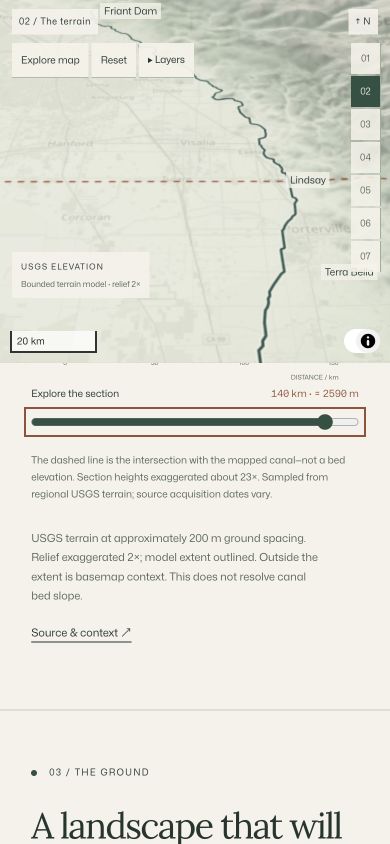 Friant Dam
02 / The terrain
↑ N
Explore map
Reset
▸ Layers
01
02
03
04
05
06
07
Hanford
Visalia
Lindsay
Corcoran
Porterville
Terra Bella
USGS ELEVATION
Bounded terrain model · relief 2×
CA 99
20 km
DISTANCE / km
Explore the section
140 km · ≈ 2590 m
The dashed line is the intersection with the mapped canal—not a bed
elevation. Section heights exaggerated about 23×. Sampled from
regional USGS terrain; source acquisition dates vary.
USGS terrain at approximately 200 m ground spacing.
Relief exaggerated 2×; model extent outlined. Outside the
extent is basemap context. This does not resolve canal
bed slope.
Source & context ↗
03 / THE GROUND
A landscape that will